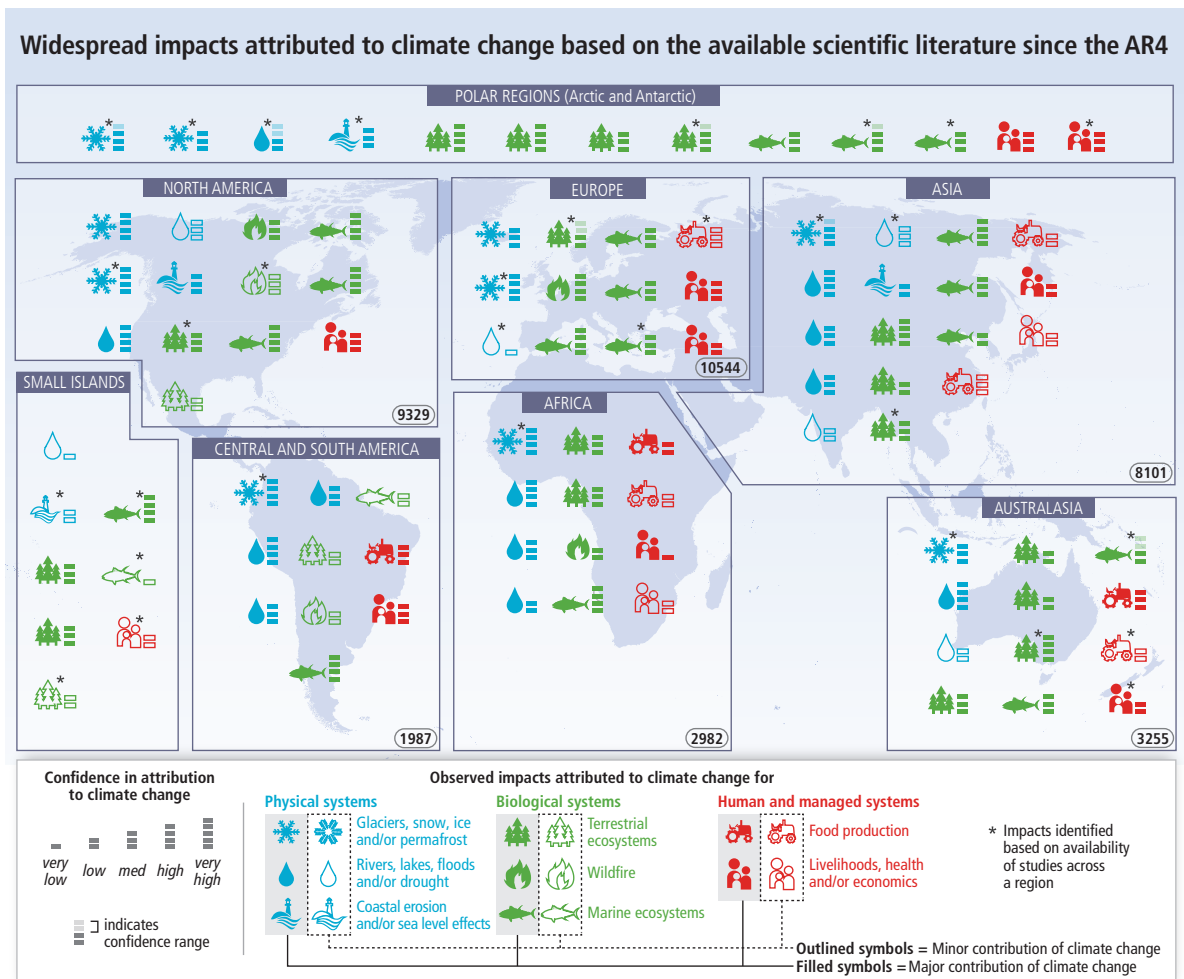 Widespread impacts attributed to climate change based on the available scientific literature since the AR4
POLAR REGIONS (Arctic and Antarctic)
NORTH AMERICA
EUROPE
ASIA
10544
9329
SMALL ISLANDS
AFRICA
CENTRAL AND SOUTH AMERICA
8101
AUSTRALASIA
1987
2982
3255
Confidence in attribution
to climate change
very
low
low
med
high
very
high
indicates
confidence range
Observed impacts attributed to climate change for
Physical systems
Glaciers, snow, ice
and/or permafrost
Rivers, lakes, floods
and/or drought
Coastal erosion
and/or sea level effects
Biological systems
Terrestrial
ecosystems
Wildfire
Marine ecosystems
Human and managed systems
Food production
Livelihoods, health
and/or economics
* Impacts identified
based on availability
of studies across
a region
Outlined symbols = Minor contribution of climate change
Filled symbols = Major contribution of climate change